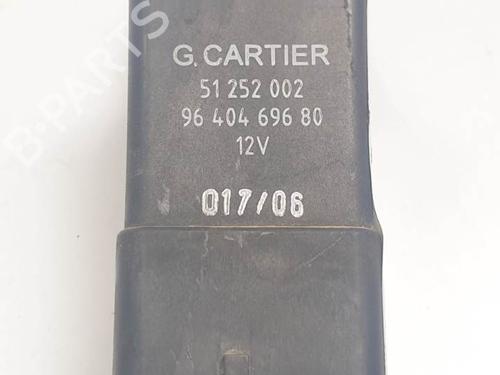 G. CARTIER
51 252 002
96 404 696 80
12V
017/06
B-PARTS